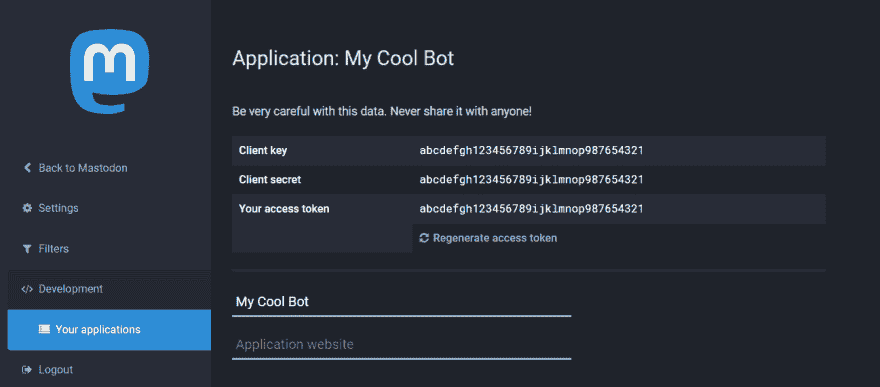 Application: My Cool Bot
Be very careful with this data. Never share it with anyone!
Client key abcdefgh123456789ijklmnop987654321
Client secret abcdefgh123456789ijklmnop987654321
Your access token abcdefgh123456789ijklmnop987654321
Regenerate access token
My Cool Bot
Application website
Back to Mastodon
Settings
Filters
Development
Your applications
Logout